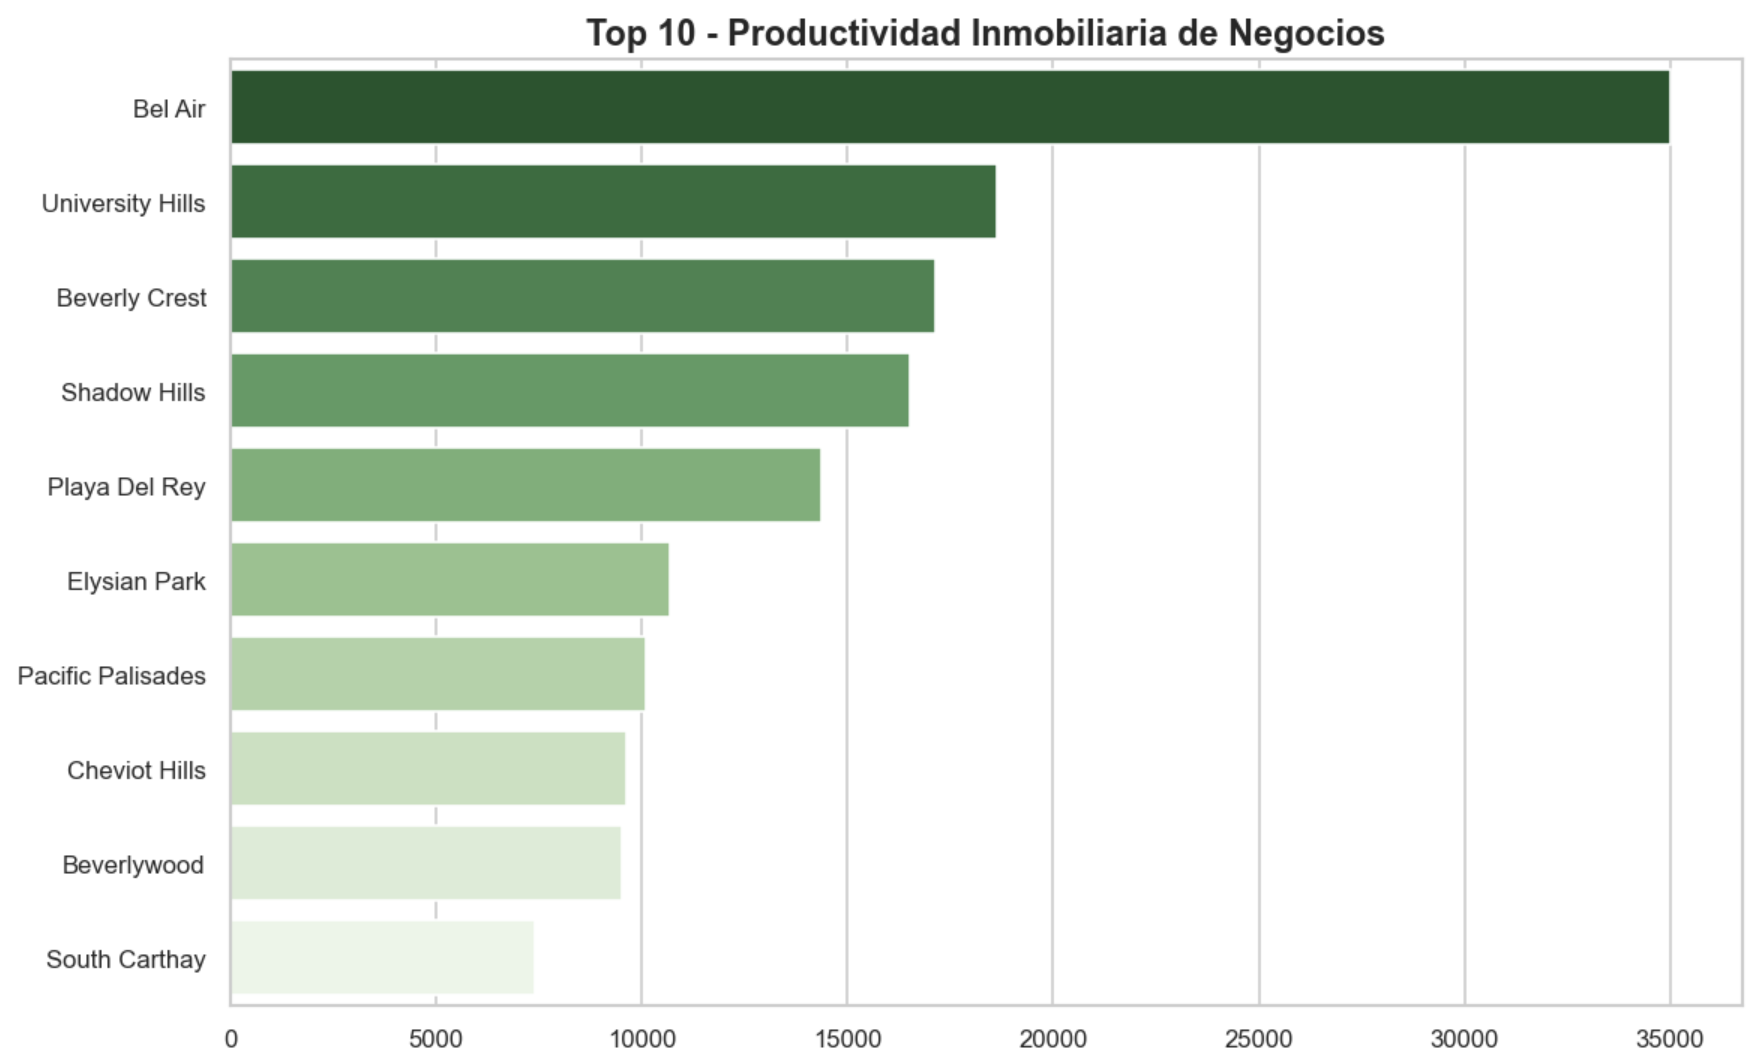 Top 10 - Productividad Inmobiliaria de Negocios
Bel Air
University Hills
Beverly Crest
Shadow Hills
Playa Del Rey
Elysian Park
Pacific Palisades
Cheviot Hills
Beverlywood
South Carthay
0 5000 10000 15000 20000 25000 30000 35000